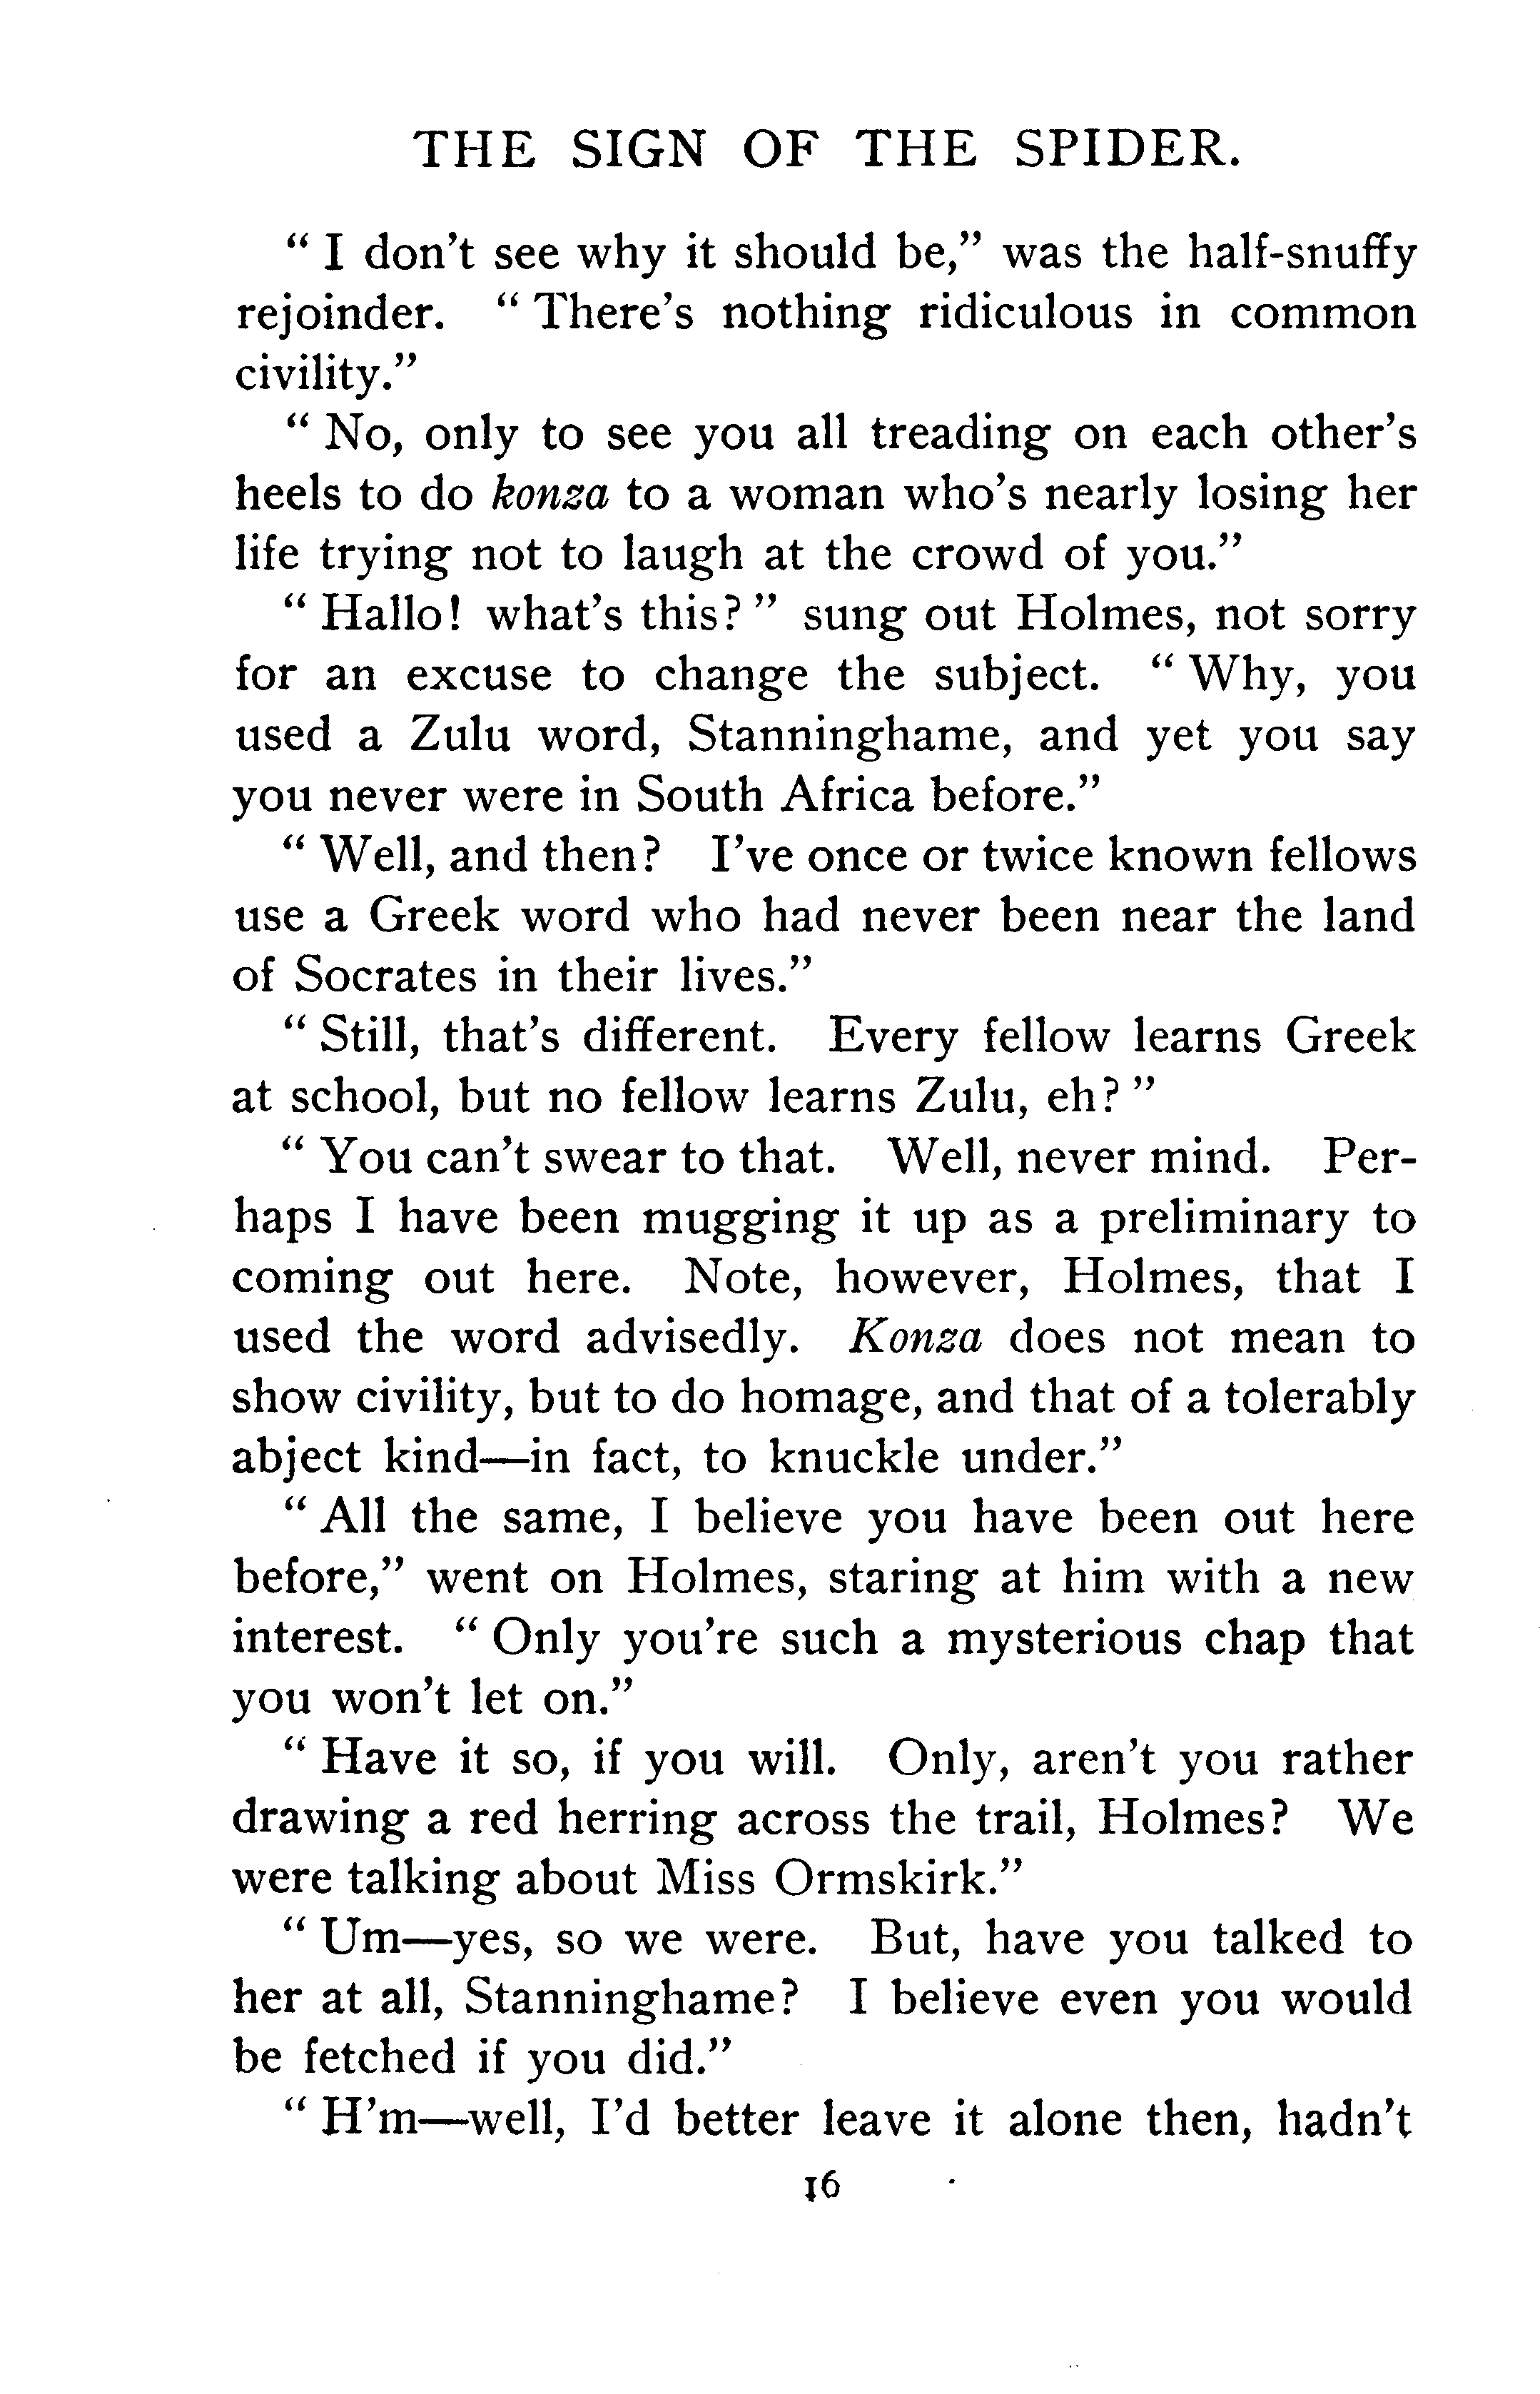 THE SIGN OF THE SPIDER.
“ I don’t see why it should be,” was the half-snuffy
rejoinder. “ There’s nothing ridiculous in common
civility.”
“ No, only to see you all treading on each other’s
heels to do konza to a woman who’s nearly losing her
life trying not to laugh at the crowd of you.”
“ Hallo! what’s this? ” sung out Holmes, not sorry
for an excuse to change the subject. “ Why, you
used a Zulu word, Stanninghame, and yet you say
you never were in South Africa before.”
“ Well, and then? I’ve once or twice known fellows
use a Greek word who had never been near the land
of Socrates in their lives.”
“ Still, that’s different. Every fellow learns Greek
at school, but no fellow learns Zulu, eh? ”
“ You can’t swear to that. Well, never mind. Per-
haps I have been mugging it up as a preliminary to
coming out here. Note, however, Holmes, that I
used the word advisedly. Konza does not mean to
show civility, but to do homage, and that of a tolerably
abject kind—in fact, to knuckle under.”
“ All the same, I believe you have been out here
before,” went on Holmes, staring at him with a new
interest. “ Only you’re such a mysterious chap that
you won’t let on.”
“ Have it so, if you will. Only, aren’t you rather
drawing a red herring across the trail, Holmes? We
were talking about Miss Ormskirk.”
“ Um—yes, so we were. But, have you talked to
her at all, Stanninghame? I believe even you would
be fetched if you did.”
“ H’m—well, I’d better leave it alone then, hadn’t
16